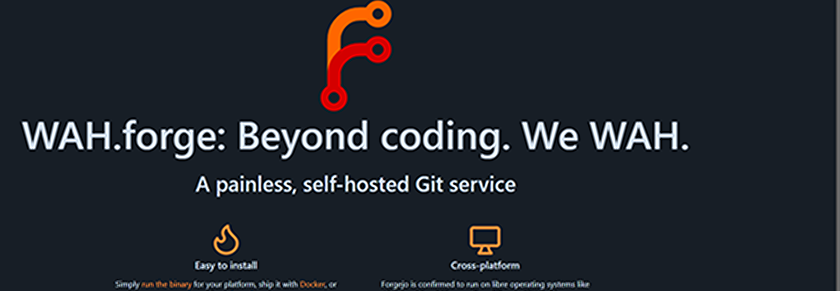 WAH.forge: Beyond coding. We WAH.
A painless, self-hosted Git service
Easy to install
Cross-platform
Simply run the binary for your platform, ship it with Docker, or
Forgejo is confirmed to run on libre operating systems like